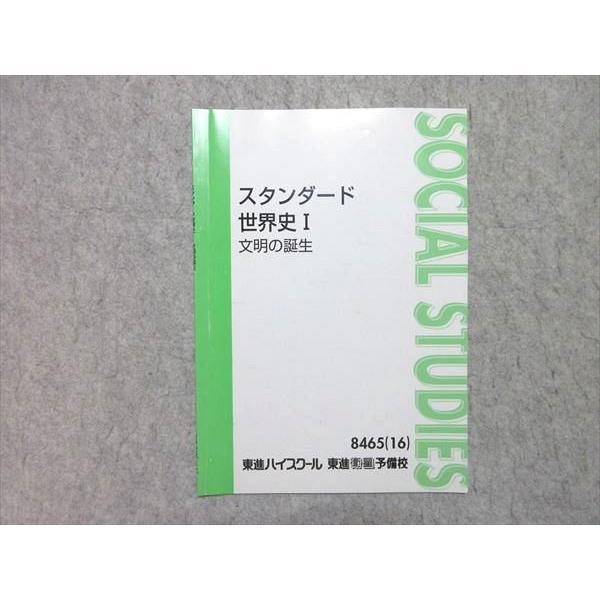 スタンダード
世界史 I
文明の誕生
SOCIAL STUDIES
8465(16)
東進ハイスクール 東進衛星予備校